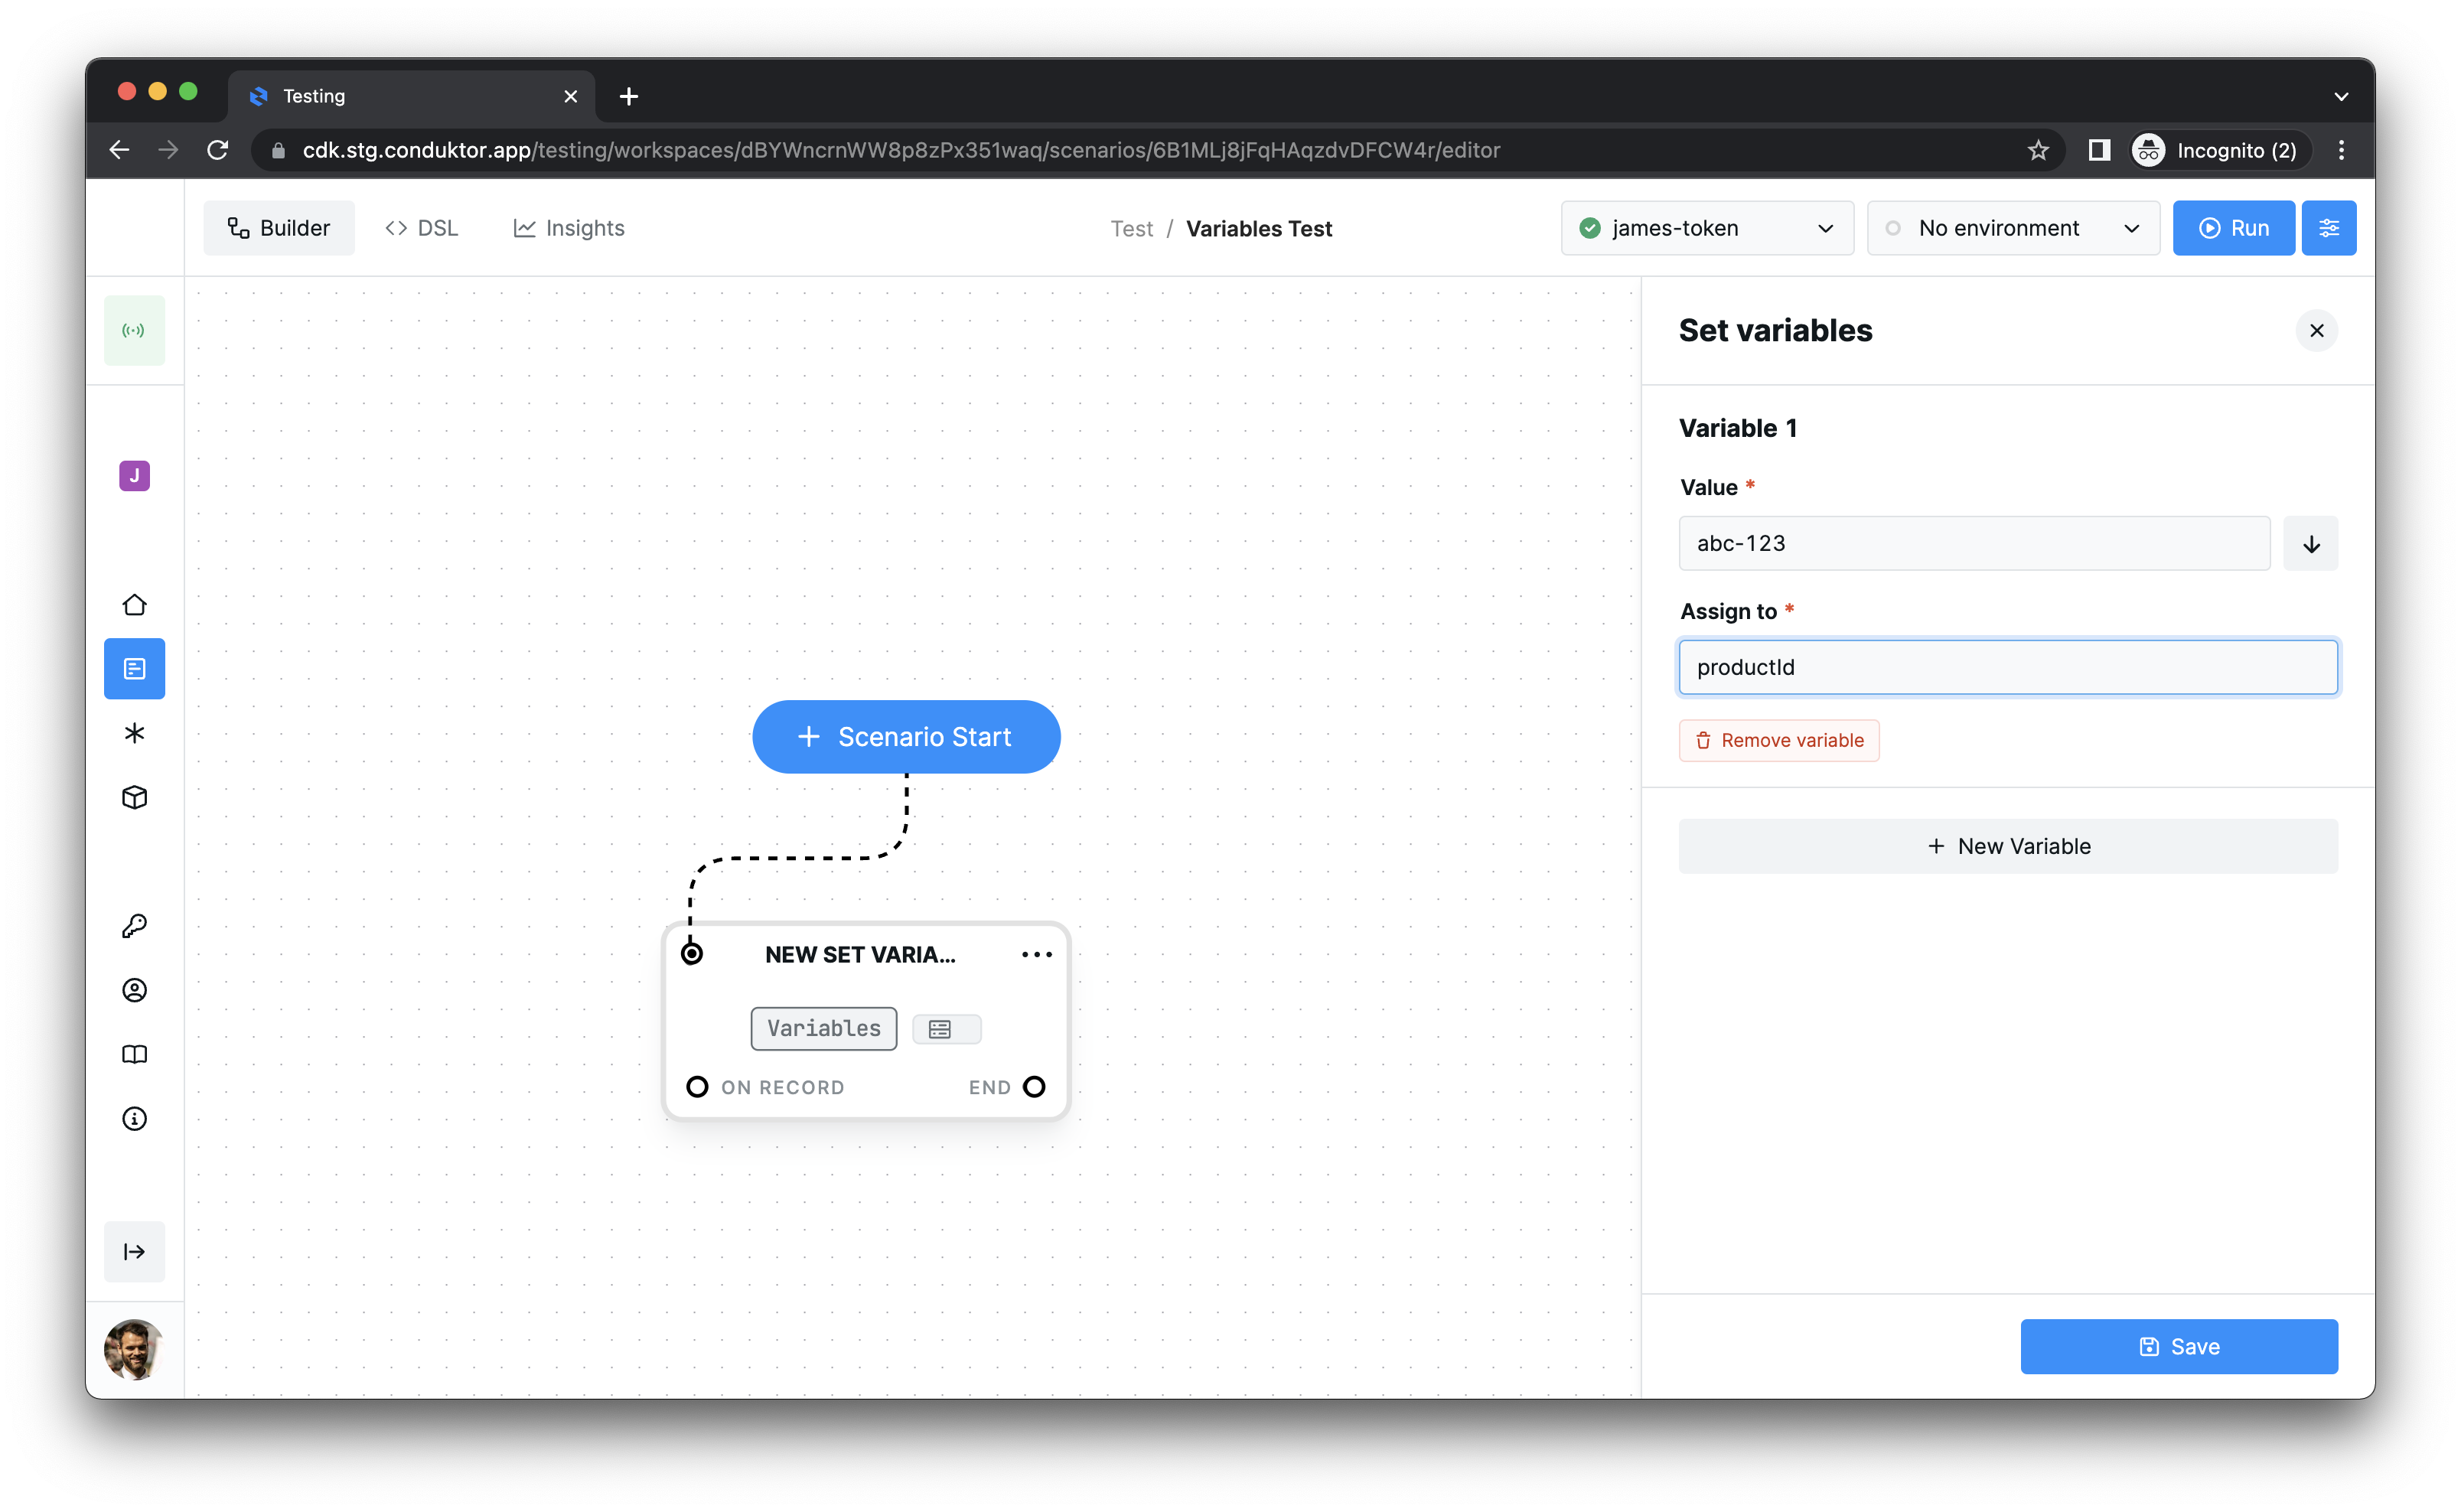 Testing
cdk.stg.conduktor.app/testing/workspaces/dBYWncrnWW8p8zPx351waq/scenarios/6B1MLj8jFqHAqzdvDFCW4r/editor
Incognito (2)
Builder
DSL
Insights
Test / Variables Test
james-token
No environment
Run
J
Scenario Start
NEW SET VARIA...
Variables
ON RECORD
END
Set variables
Variable 1
Value *
abc-123
Assign to *
productId
Remove variable
+ New Variable
Save